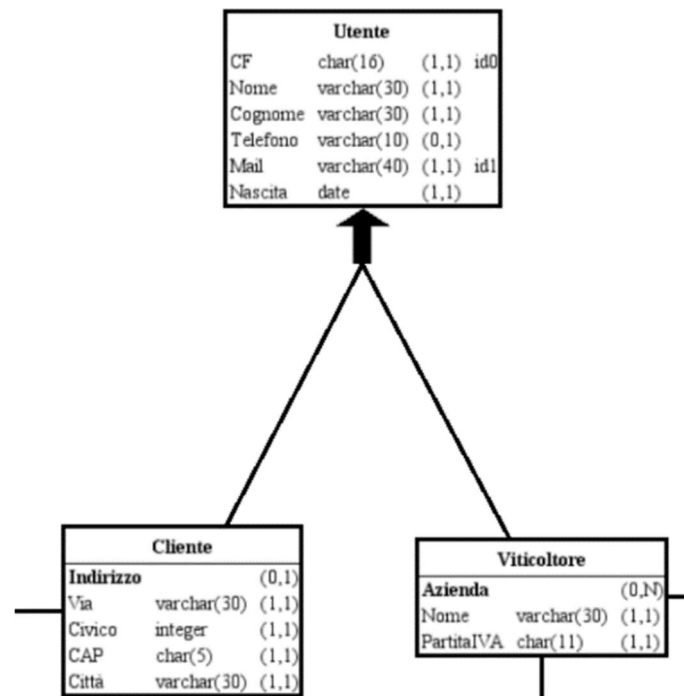 Utente
CF char(16) (1,1) id0
Nome varchar(30) (1,1)
Cognome varchar(30) (1,1)
Telefono varchar(10) (0,1)
Mail varchar(40) (1,1) id1
Nascita date (1,1)
Cliente
Indirizzo (0,1)
Via varchar(30) (1,1)
Civico integer (1,1)
CAP char(5) (1,1)
Città varchar(30) (1,1)
Viticoltore
Azienda (0,N)
Nome varchar(30) (1,1)
PartitaIVA char(11) (1,1)